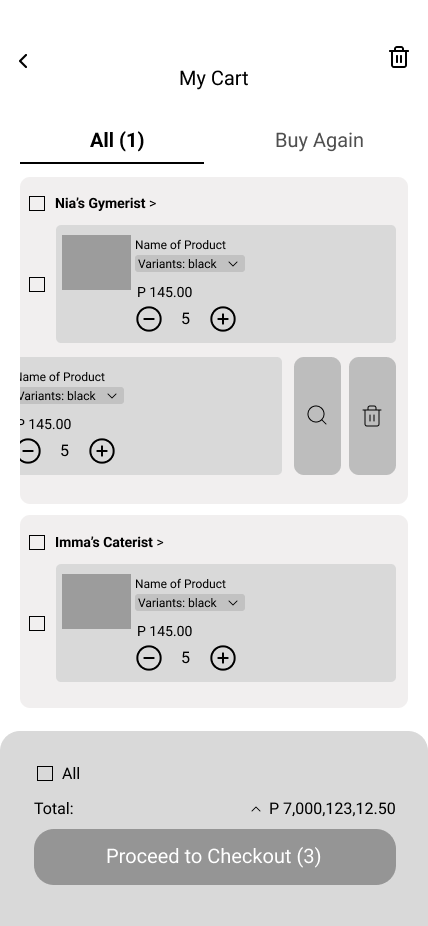 My Cart
All (1)
Buy Again
Nia's Gymerist >
Name of Product
Variants: black
P 145.00
5
ame of Product
Variants: black
P 145.00
5
Imma's Caterist >
Name of Product
Variants: black
P 145.00
5
All
Total: P 7,000,123,12.50
Proceed to Checkout (3)